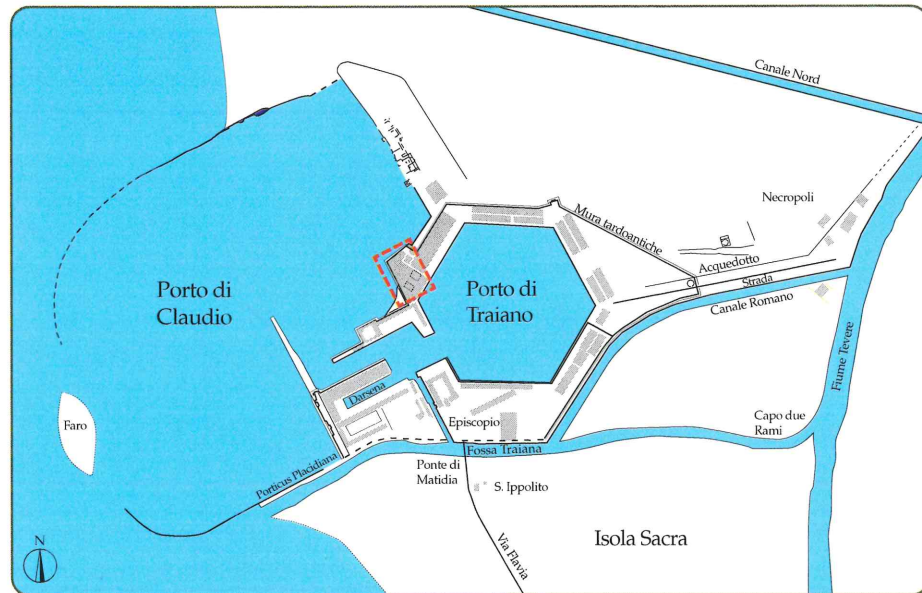 Canale Nord
Necropoli
Mura tardoantiche
Acquedotto
Strada
Canale Romano
Porto di
Claudio
Porto di
Traiano
Fiume Tevere
Darsena
Faro
Episcopio
Capo due
Rami
Fossa Traiana
Porticus Placidiana
Ponte di
Matidia
S. Ippolito
Via Flavia
Isola Sacra
N